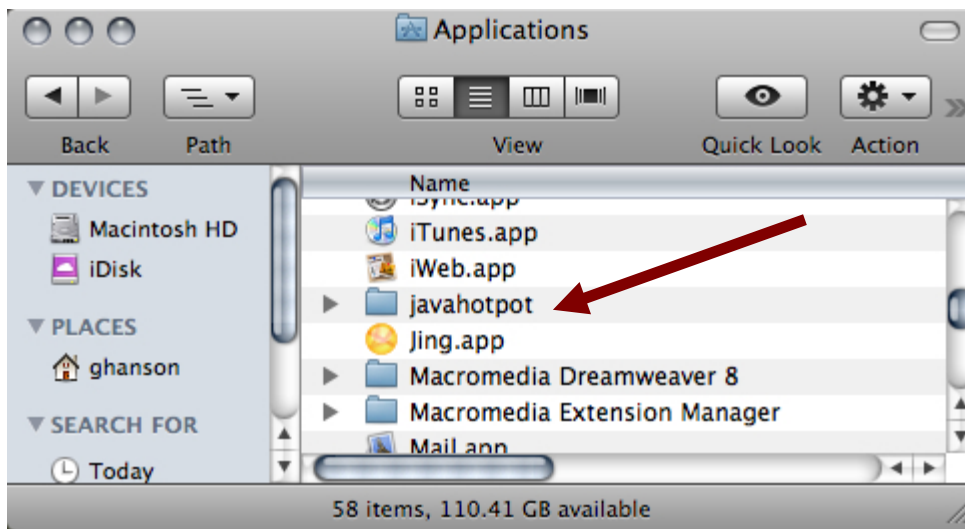 Applications
Back Path View Quick Look Action
DEVICES
Macintosh HD
iDisk
PLACES
ghanson
SEARCH FOR
Today
Name
iSync.app
iTunes.app
iWeb.app
javahotpot
Jing.app
Macromedia Dreamweaver 8
Macromedia Extension Manager
Mail.app
58 items, 110.41 GB available